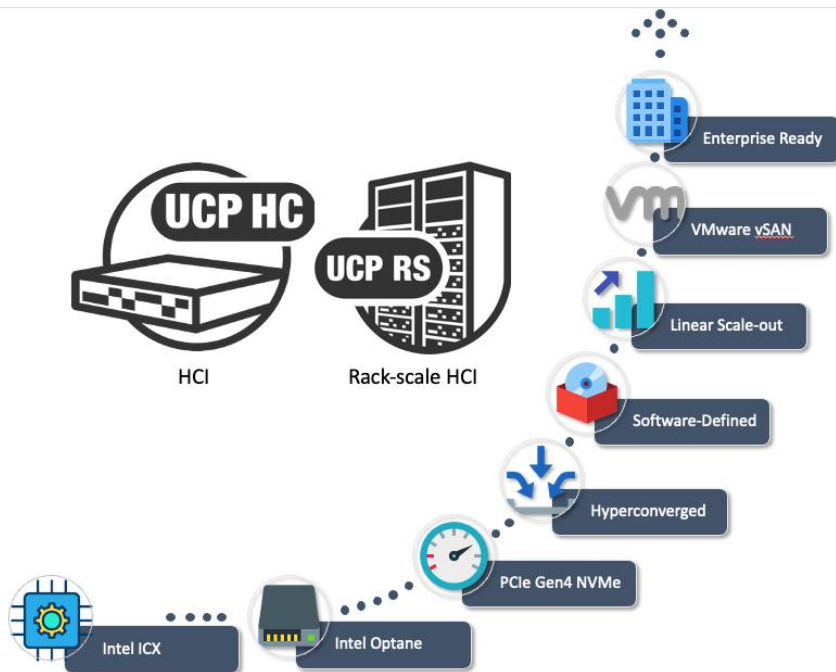 Enterprise Ready
vm
VMware vSAN
UCP HC
UCP RS
Linear Scale-out
HCI
Rack-scale HCI
Software-Defined
Hyperconverged
PCIe Gen4 NVMe
Intel ICX
Intel Optane